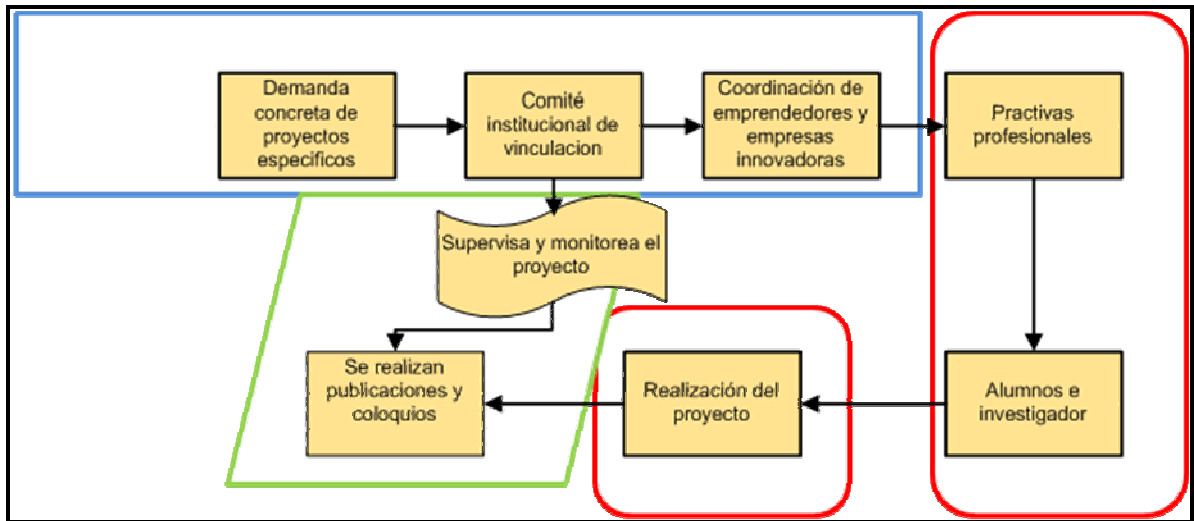 Demanda
concreta de
proyectos
especificos
Comité
institucional de
vinculacion
Coordinación de
emprendedores y
empresas
innovadoras
Practivas
profesionales
Supervisa y monitorea el
proyecto
Se realizan
publicaciones y
coloquios
Realización del
proyecto
Alumnos e
investigador